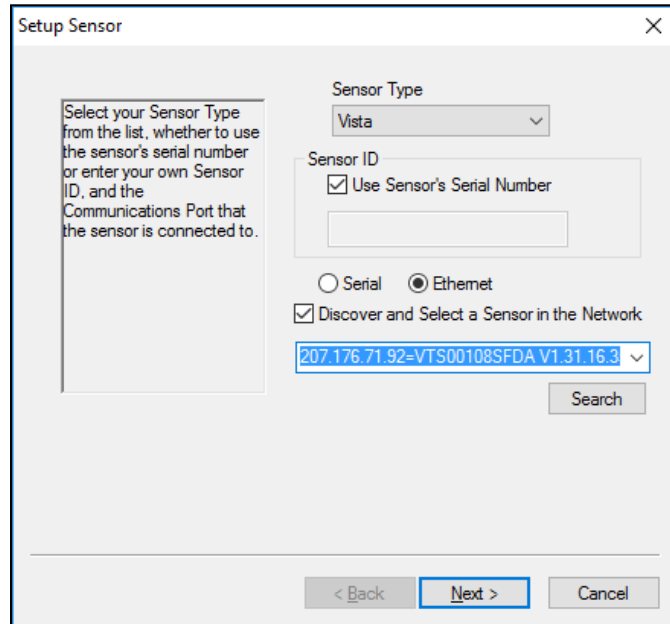 Setup Sensor
Select your Sensor Type
from the list, whether to use
the sensor's serial number
or enter your own Sensor
ID, and the
Communications Port that
the sensor is connected to.
Sensor Type
Vista
Sensor ID
Use Sensor's Serial Number
Serial
Ethernet
Discover and Select a Sensor in the Network
207.176.71.92=VTS00108SFDA V1.31.16.3
Search
< Back
Next >
Cancel